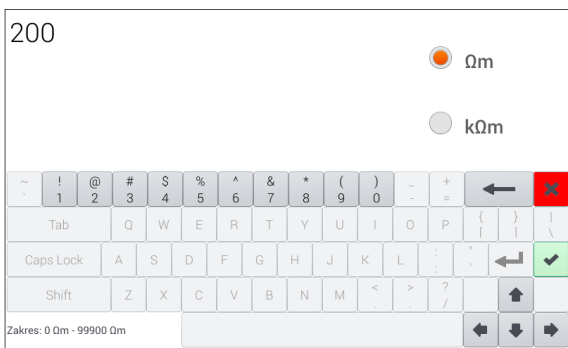 200
Ωm
kΩm
~ ! @ # $ % ^ & * ( ) _ +
` 1 2 3 4 5 6 7 8 9 0 - =
Tab Q W E R T Y U I O P { } |
[ ] \
Caps Lock A S D F G H J K L : "
; '
Shift Z X C V B N M < > ?
, . /
Zakres: 0 Ωm - 99900 Ωm